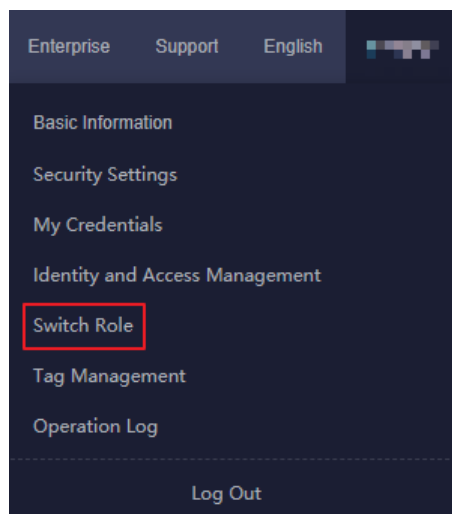 Enterprise Support English
Basic Information
Security Settings
My Credentials
Identity and Access Management
Switch Role
Tag Management
Operation Log
Log Out